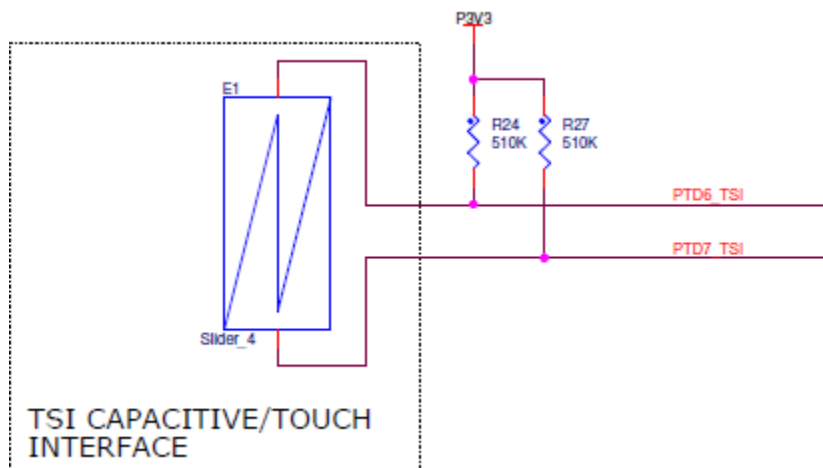 P3V3
E1
R24
510K
R27
510K
PTD6_TSI
PTD7_TSI
Slider_4
TSI CAPACITIVE/TOUCH
INTERFACE